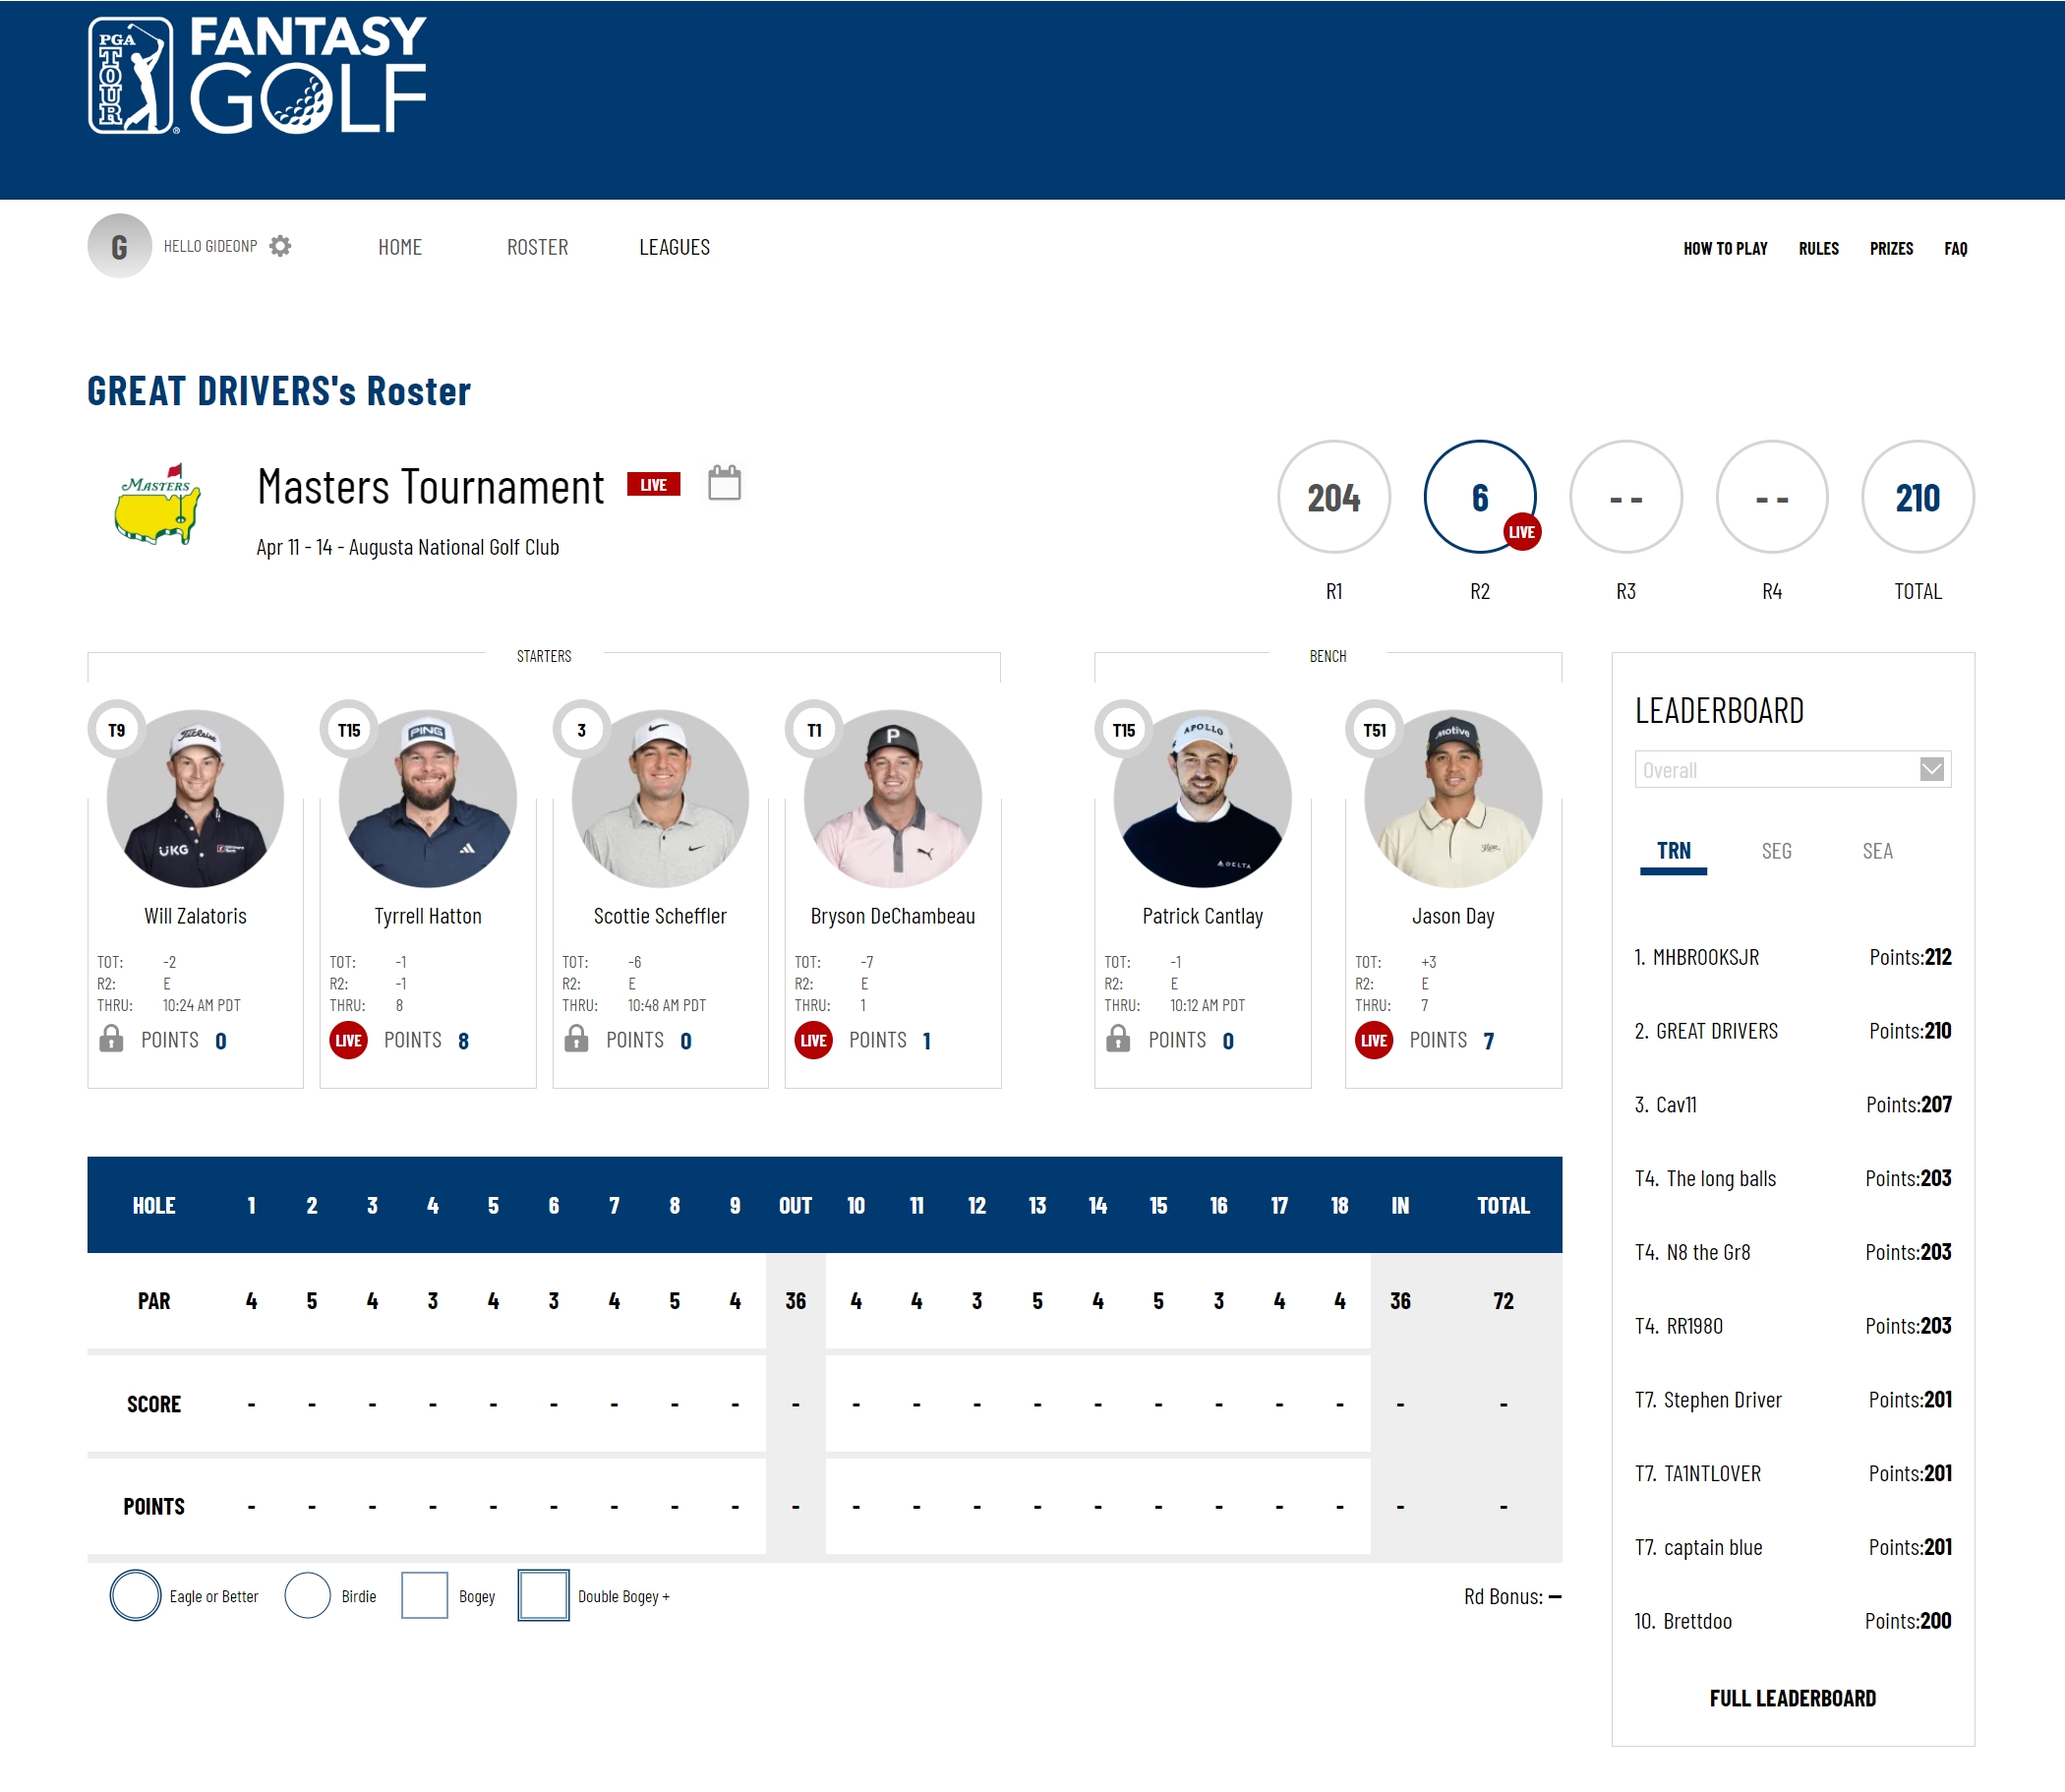 PGA TOUR
FANTASY
GOLF
G HELLO GIDEONP HOME ROSTER LEAGUES HOW TO PLAY RULES PRIZES FAQ
GREAT DRIVERS's Roster
MASTERS
Masters Tournament LIVE
Apr 11 - 14 - Augusta National Golf Club
204 6 -- -- 210
LIVE
R1 R2 R3 R4 TOTAL
STARTERS BENCH
T9 T15 3 T1 T15 T51
Titleist PING P APOLLO Motive
UKG DELTA
Will Zalatoris Tyrrell Hatton Scottie Scheffler Bryson DeChambeau Patrick Cantlay Jason Day
TOT: -2 TOT: -1 TOT: -6 TOT: -7 TOT: -1 TOT: +3
R2: E R2: -1 R2: E R2: E R2: E R2: E
THRU: 10:24 AM PDT THRU: 8 THRU: 10:48 AM PDT THRU: 1 THRU: 10:12 AM PDT THRU: 7
POINTS 0 LIVE POINTS 8 POINTS 0 LIVE POINTS 1 POINTS 0 LIVE POINTS 7
HOLE 1 2 3 4 5 6 7 8 9 OUT 10 11 12 13 14 15 16 17 18 IN TOTAL
PAR 4 5 4 3 4 3 4 5 4 36 4 4 3 5 4 5 3 4 4 36 72
SCORE - - - - - - - - - - - - - - - - - - - - -
POINTS - - - - - - - - - - - - - - - - - - - - -
Eagle or Better Birdie Bogey Double Bogey + Rd Bonus: –
LEADERBOARD
Overall
TRN SEG SEA
1. MHBROOKSJR Points:212
2. GREAT DRIVERS Points:210
3. Cav11 Points:207
T4. The long balls Points:203
T4. N8 the Gr8 Points:203
T4. RR1980 Points:203
T7. Stephen Driver Points:201
T7. TA1NTLOVER Points:201
T7. captain blue Points:201
10. Brettdoo Points:200
FULL LEADERBOARD